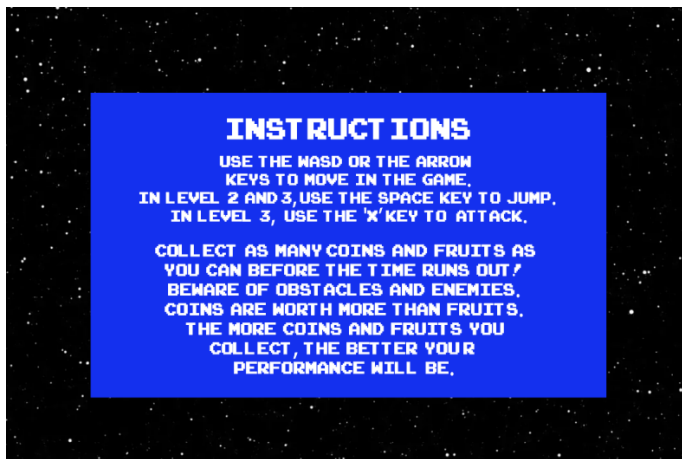 INSTRUCTIONS
USE THE WASD OR THE ARROW
KEYS TO MOVE IN THE GAME.
IN LEVEL 2 AND 3,USE THE SPACE KEY TO JUMP.
IN LEVEL 3, USE THE 'X' KEY TO ATTACK.
COLLECT AS MANY COINS AND FRUITS AS
YOU CAN BEFORE THE TIME RUNS OUT!
BEWARE OF OBSTACLES AND ENEMIES.
COINS ARE WORTH MORE THAN FRUITS.
THE MORE COINS AND FRUITS YOU
COLLECT, THE BETTER YOUR
PERFORMANCE WILL BE.